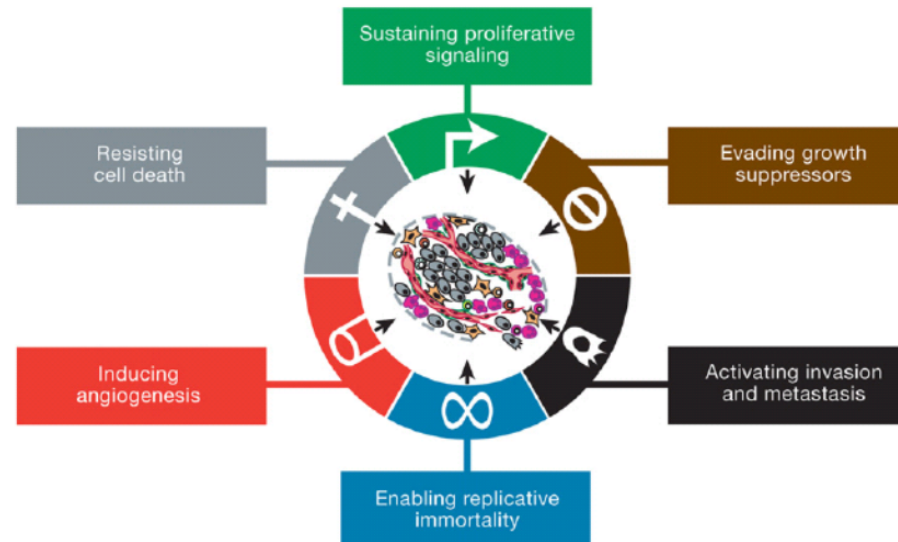 Sustaining proliferative
signaling
Resisting
cell death
Evading growth
suppressors
Inducing
angiogenesis
Activating invasion
and metastasis
Enabling replicative
immortality